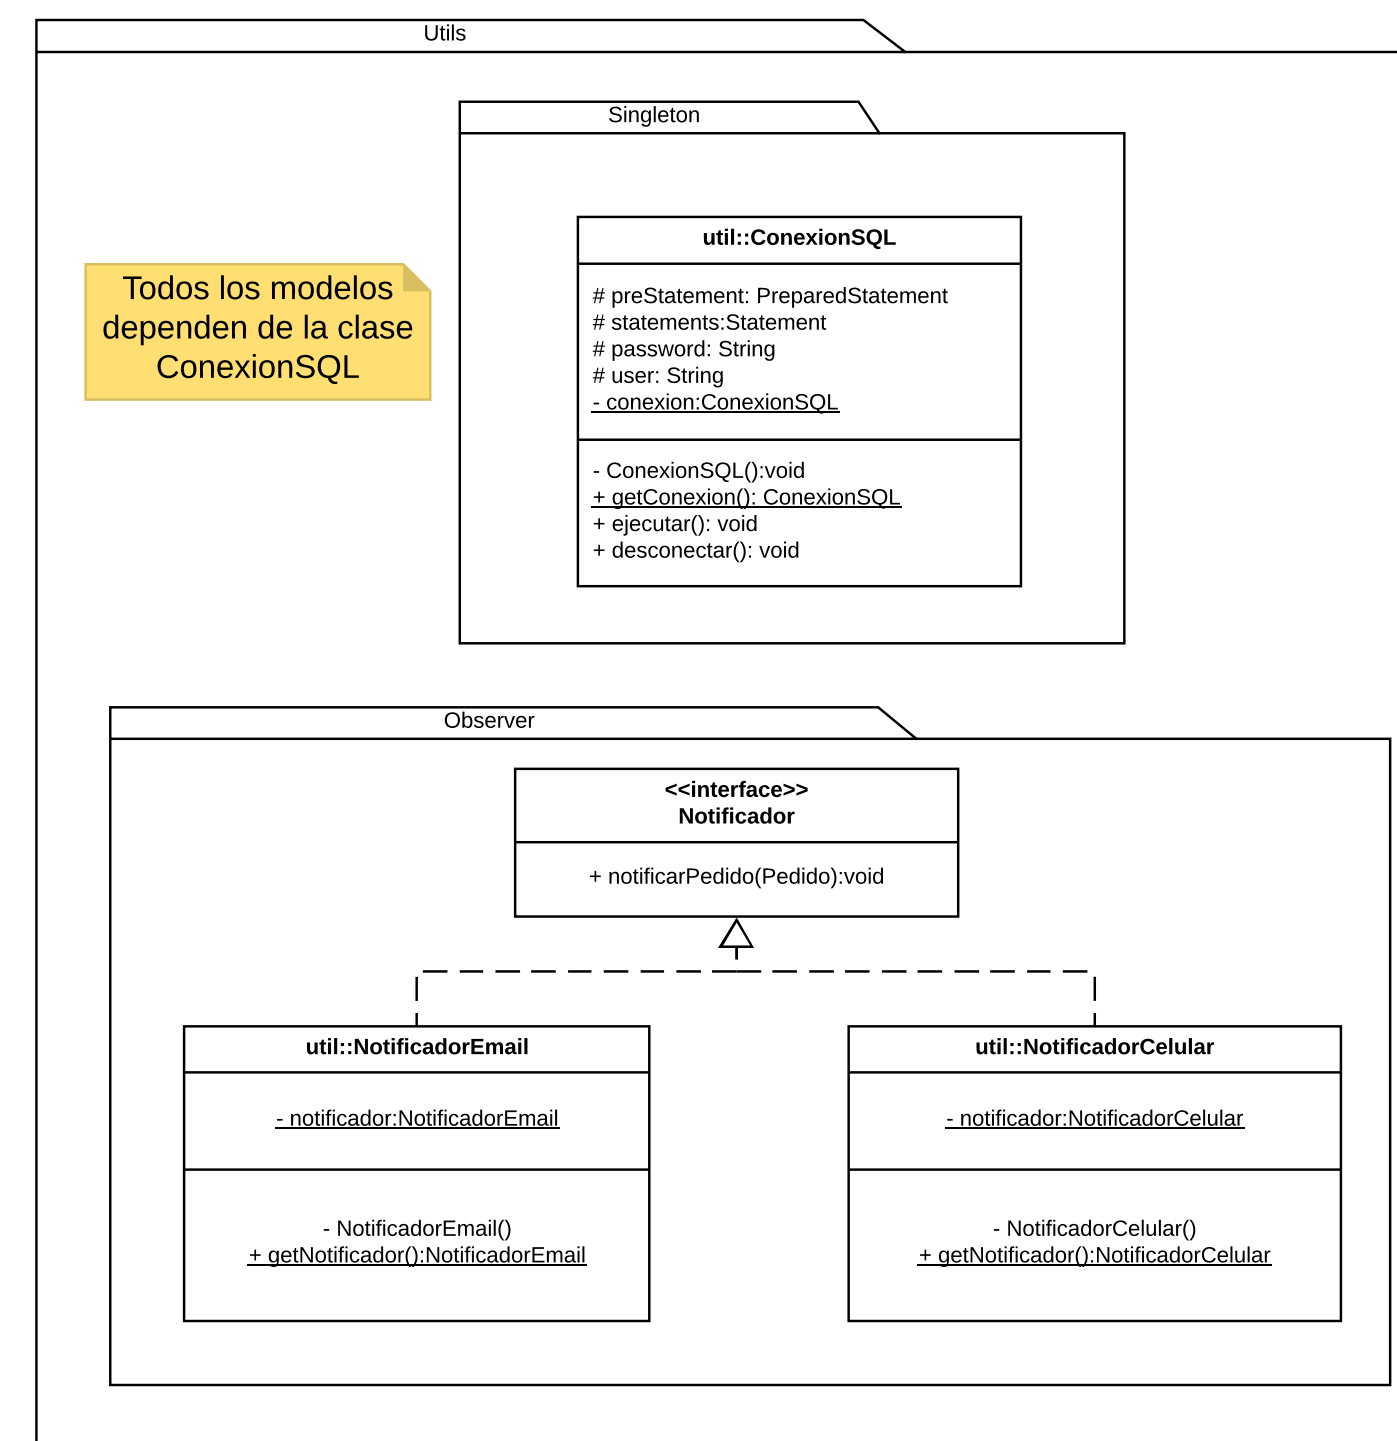 Utils
Singleton
util::ConexionSQL
# preStatement: PreparedStatement
# statements:Statement
# password: String
# user: String
- conexion:ConexionSQL
- ConexionSQL():void
+ getConexion(): ConexionSQL
+ ejecutar(): void
+ desconectar(): void
Todos los modelos
dependen de la clase
ConexionSQL
Observer
<<interface>>
Notificador
+ notificarPedido(Pedido):void
util::NotificadorEmail
- notificador:NotificadorEmail
- NotificadorEmail()
+ getNotificador():NotificadorEmail
util::NotificadorCelular
- notificador:NotificadorCelular
- NotificadorCelular()
+ getNotificador():NotificadorCelular